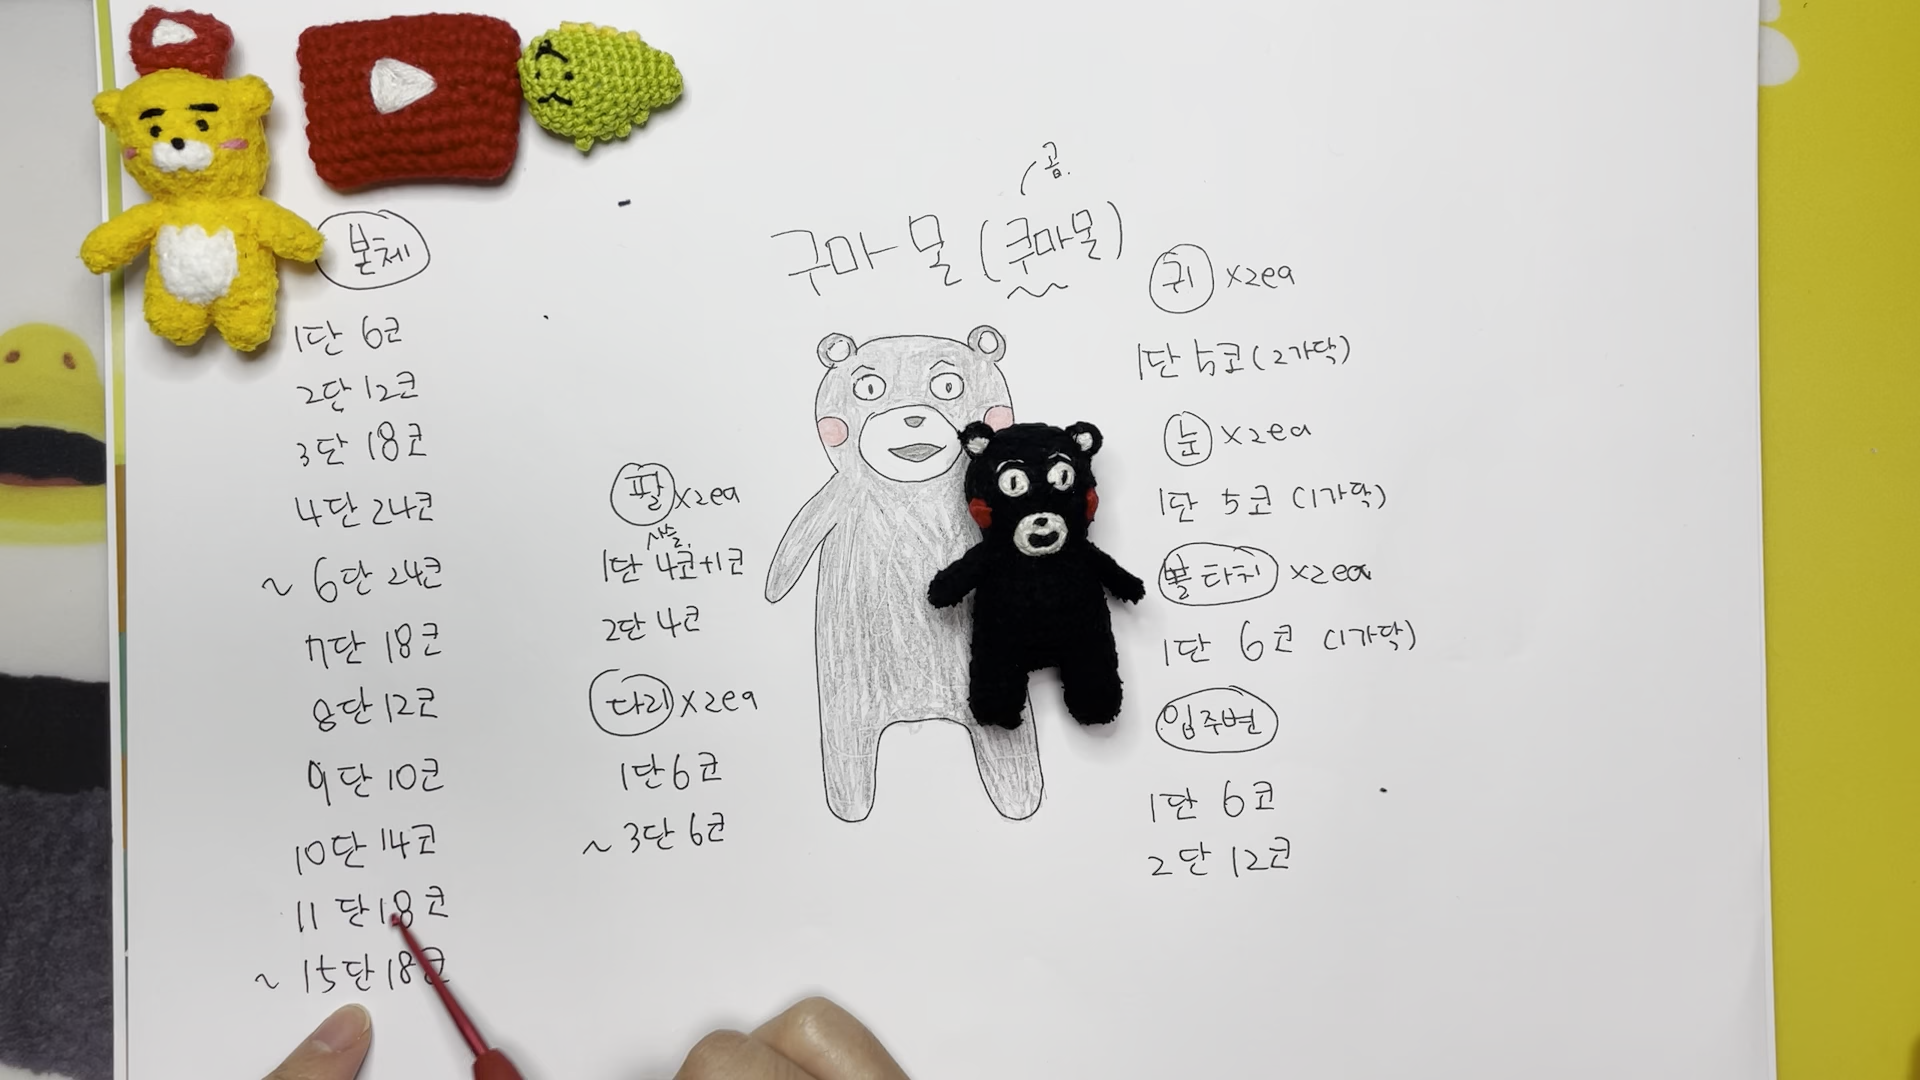 본체
1단 6코
2단 12코
3단 18코
4단 24코
~ 6단 24코
7단 18코
8단 12코
9단 10코
10단 14코
11단 18코
~ 15단 18코
팔 x2ea
사슬
1단 4코+1코
2단 4코
다리 x2ea
1단 6코
~ 3단 6코
곰.
쿠마몬 (쿠마몬)
귀 x2ea
1단 5코 (2가닥)
눈 x2ea
1단 5코 (1가닥)
볼터치 x2ea
1단 6코 (1가닥)
입주변
1단 6코
2단 12코